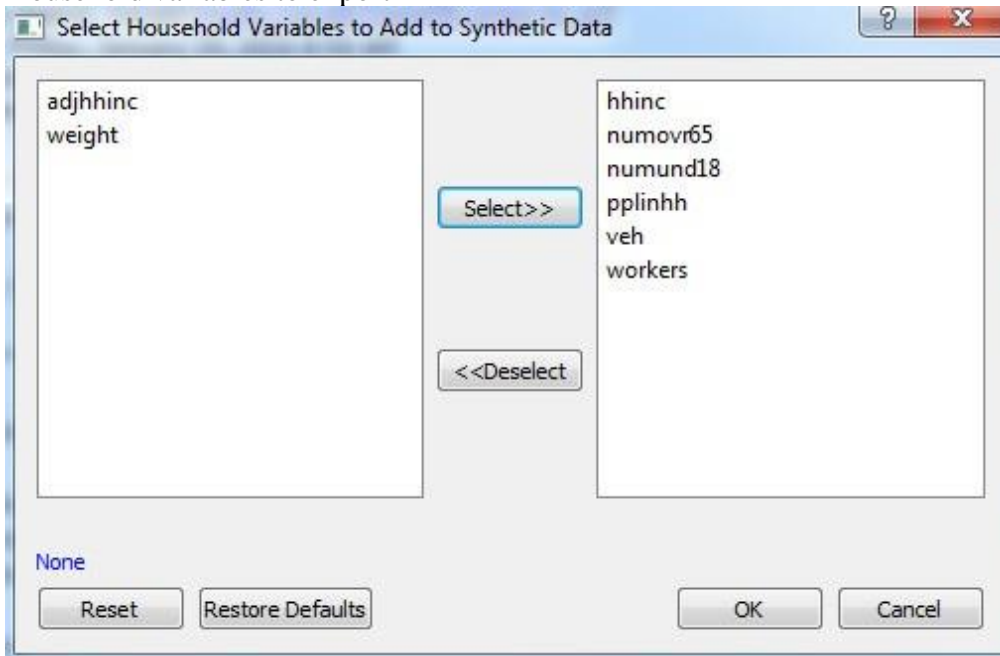 Select Household Variables to Add to Synthetic Data
adjhhinc
weight
Select>>
<<Deselect
hhinc
numovr65
numund18
pplinhh
veh
workers
None
Reset
Restore Defaults
OK
Cancel